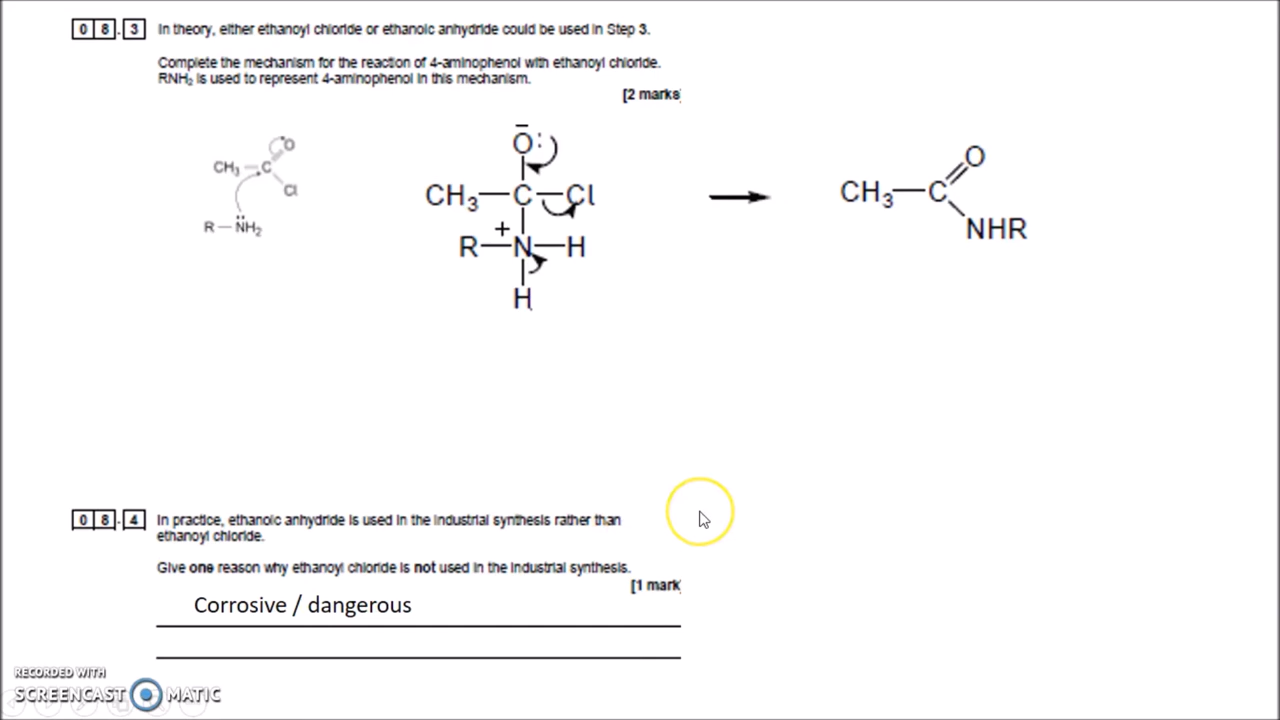 08.3 In theory, either ethanoyl chloride or ethanoic anhydride could be used in Step 3.
Complete the mechanism for the reaction of 4-aminophenol with ethanoyl chloride.
RNH₂ is used to represent 4-aminophenol in this mechanism.
[2 marks]
O
CH₃ C
Cl
R NH₂
O
CH₃ C Cl
+
R N H
H
O
CH₃ C
NHR
08.4 In practice, ethanoic anhydride is used in the industrial synthesis rather than
ethanoyl chloride.
Give one reason why ethanoyl chloride is not used in the industrial synthesis.
[1 mark]
Corrosive / dangerous
RECORDED WITH
SCREENCAST MATIC